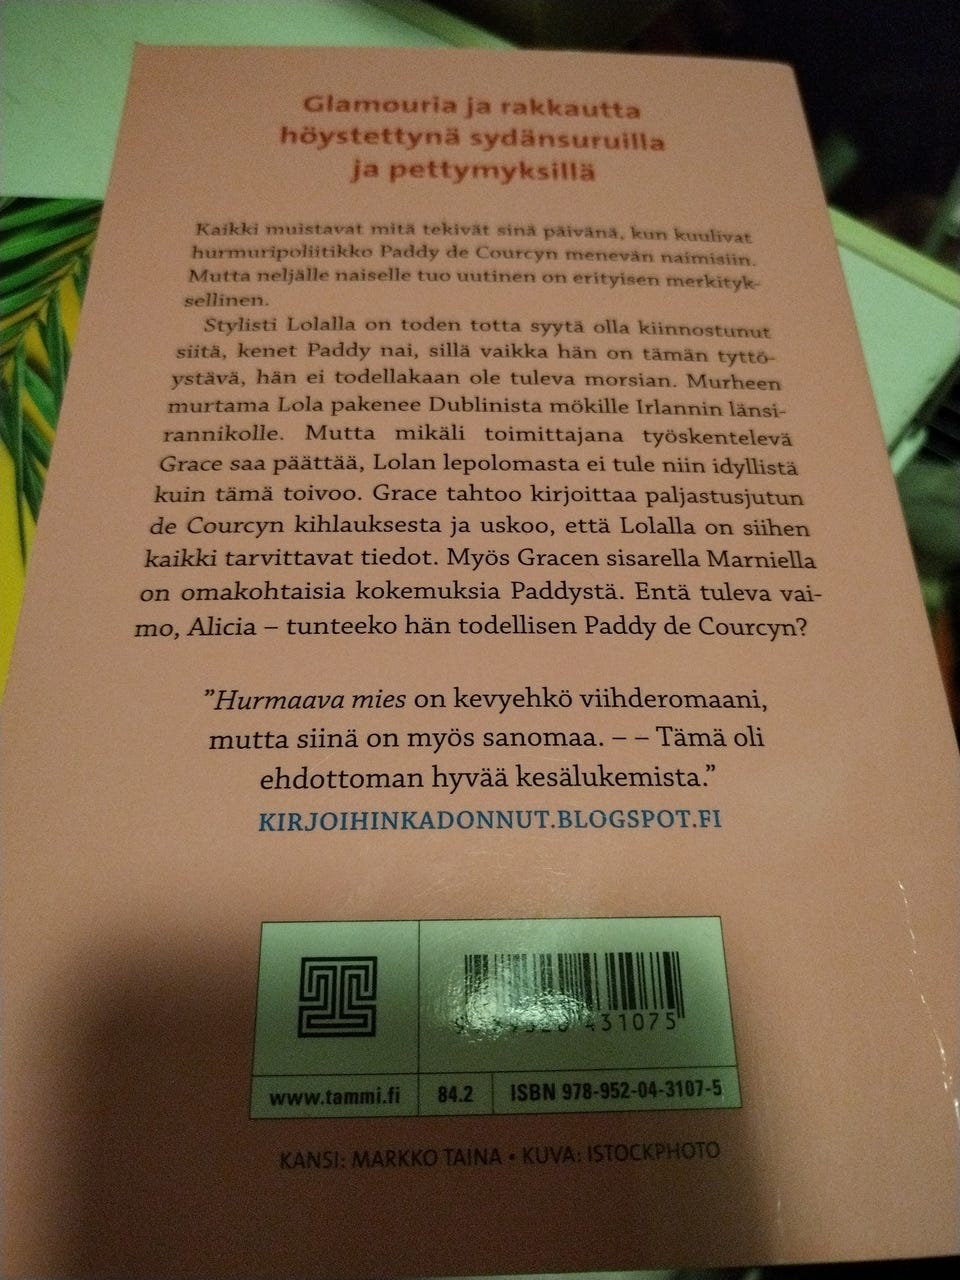 Glamouria ja rakkautta
höystettynä sydänsuruilla
ja pettymyksillä
Kaikki muistavat mitä tekivät sinä päivänä, kun kuulivat
hurmuripoliitikko Paddy de Courcyn menevän naimisiin.
Mutta neljälle naiselle tuo uutinen on erityisen merkityk-
sellinen.
Stylisti Lolalla on toden totta syytä olla kiinnostunut
siitä, kenet Paddy nai, sillä vaikka hän on tämän tyttö-
ystävä, hän ei todellakaan ole tuleva morsian. Murheen
murtama Lola pakenee Dublinista mökille Irlannin länsi-
rannikolle. Mutta mikäli toimittajana työskentelevä
Grace saa päättää, Lolan lepolomasta ei tule niin idyllistä
kuin tämä toivoo. Grace tahtoo kirjoittaa paljastusjutun
de Courcyn kihlauksesta ja uskoo, että Lolalla on siihen
kaikki tarvittavat tiedot. Myös Gracen sisarella Marniella
on omakohtaisia kokemuksia Paddystä. Entä tuleva vai-
mo, Alicia – tunteeko hän todellisen Paddy de Courcyn?
"Hurmaava mies on kevyehkö viihderomaani,
mutta siinä on myös sanomaa. – – Tämä oli
ehdottoman hyvää kesälukemista."
KIRJOIHINKADONNUT.BLOGSPOT.FI
431075
www.tammi.fi 84.2 ISBN 978-952-04-3107-5
KANSI: MARKKO TAINA • KUVA: ISTOCKPHOTO